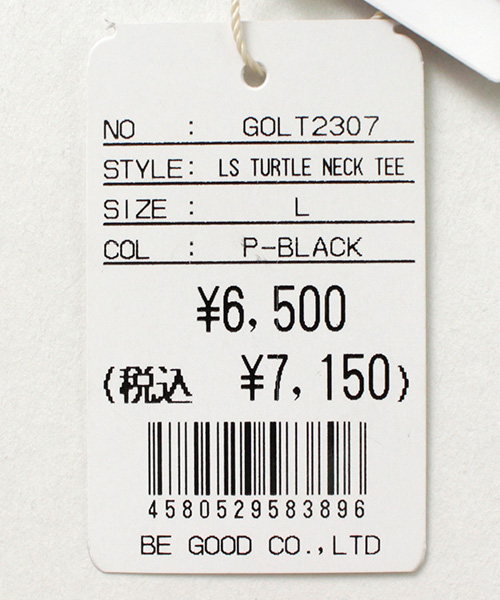 NO : GOLT2307
STYLE: LS TURTLE NECK TEE
SIZE : L
COL : P-BLACK
¥6,500
(税込 ¥7,150)
4580529583896
BE GOOD CO.,LTD